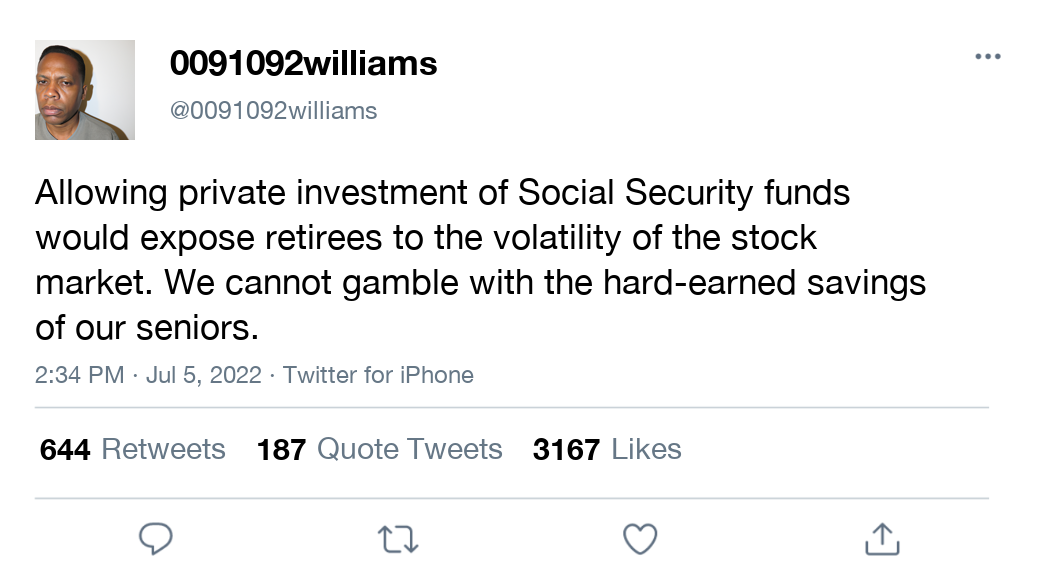 0091092williams
@0091092williams
Allowing private investment of Social Security funds
would expose retirees to the volatility of the stock
market. We cannot gamble with the hard-earned savings
of our seniors.
2:34 PM · Jul 5, 2022 · Twitter for iPhone
644 Retweets 187 Quote Tweets 3167 Likes